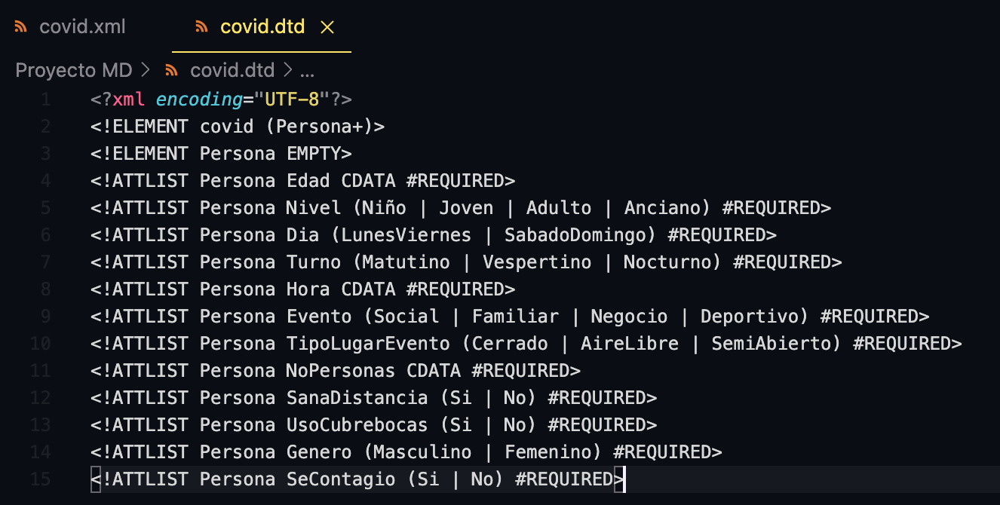 covid.xml covid.dtd
Proyecto MD > covid.dtd > ...
1 <?xml encoding="UTF-8"?>
2 <!ELEMENT covid (Persona+)>
3 <!ELEMENT Persona EMPTY>
4 <!ATTLIST Persona Edad CDATA #REQUIRED>
5 <!ATTLIST Persona Nivel (Niño | Joven | Adulto | Anciano) #REQUIRED>
6 <!ATTLIST Persona Dia (LunesViernes | SabadoDomingo) #REQUIRED>
7 <!ATTLIST Persona Turno (Matutino | Vespertino | Nocturno) #REQUIRED>
8 <!ATTLIST Persona Hora CDATA #REQUIRED>
9 <!ATTLIST Persona Evento (Social | Familiar | Negocio | Deportivo) #REQUIRED>
10 <!ATTLIST Persona TipoLugarEvento (Cerrado | AireLibre | SemiAbierto) #REQUIRED>
11 <!ATTLIST Persona NoPersonas CDATA #REQUIRED>
12 <!ATTLIST Persona SanaDistancia (Si | No) #REQUIRED>
13 <!ATTLIST Persona UsoCubrebocas (Si | No) #REQUIRED>
14 <!ATTLIST Persona Genero (Masculino | Femenino) #REQUIRED>
15 <!ATTLIST Persona SeContagio (Si | No) #REQUIRED>